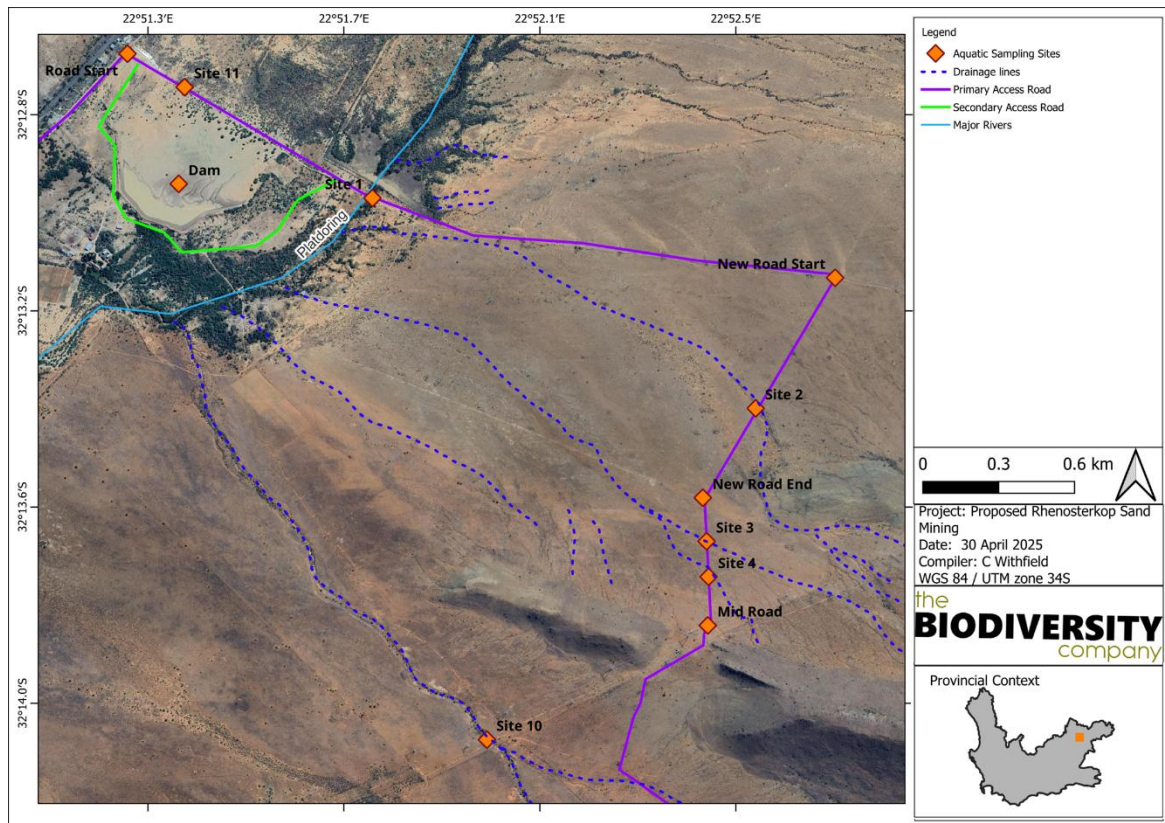 22°51.3'E 22°51.7'E 22°52.1'E 22°52.5'E
22°12.8'S
22°13.2'S
22°13.6'S
22°14.0'S
Road Start
Site 11
Dam
Site 1
Platdoring
New Road Start
Site 2
New Road End
Site 3
Site 4
Mid Road
Site 10
Legend
Aquatic Sampling Sites
Drainage lines
Primary Access Road
Secondary Access Road
Major Rivers
0 0.3 0.6 km
Project: Proposed Rhenosterkop Sand
Mining
Date: 30 April 2025
Compiler: C Withfield
WGS 84 / UTM zone 34S
the
BIODIVERSITY
company
Provincial Context